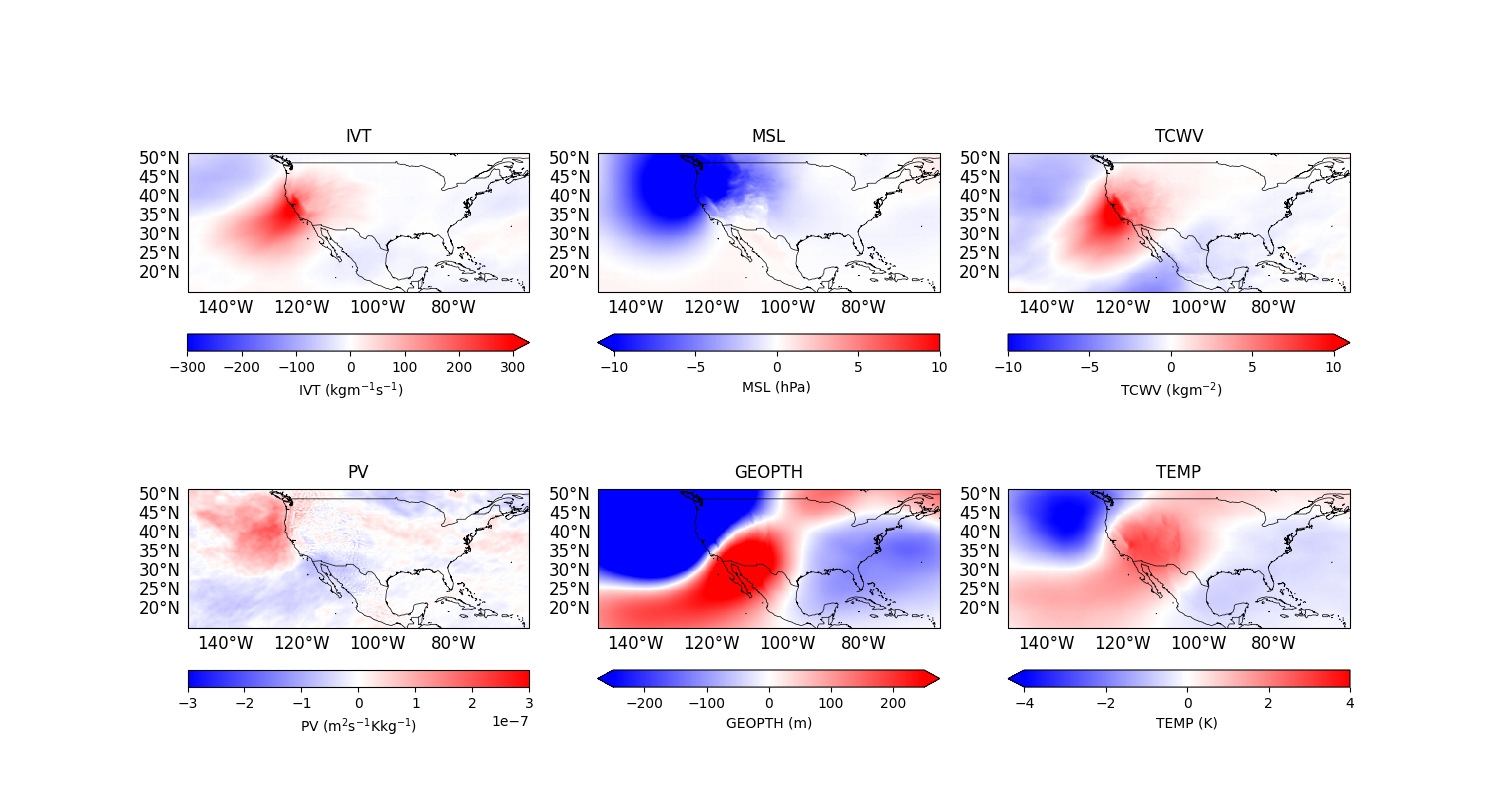 IVT MSL TCWV
50°N 50°N 50°N
45°N 45°N 45°N
40°N 40°N 40°N
35°N 35°N 35°N
30°N 30°N 30°N
25°N 25°N 25°N
20°N 20°N 20°N
140°W 120°W 100°W 80°W 140°W 120°W 100°W 80°W 140°W 120°W 100°W 80°W
−300 −200 −100 0 100 200 300 −10 −5 0 5 10 −10 −5 0 5 10
IVT (kgm⁻¹s⁻¹) MSL (hPa) TCWV (kgm⁻²)
PV GEOPTH TEMP
50°N 50°N 50°N
45°N 45°N 45°N
40°N 40°N 40°N
35°N 35°N 35°N
30°N 30°N 30°N
25°N 25°N 25°N
20°N 20°N 20°N
140°W 120°W 100°W 80°W 140°W 120°W 100°W 80°W 140°W 120°W 100°W 80°W
−3 −2 −1 0 1 2 3 −200 −100 0 100 200 −4 −2 0 2 4
PV (m²s⁻¹Kkg⁻¹) 1e−7 GEOPTH (m) TEMP (K)